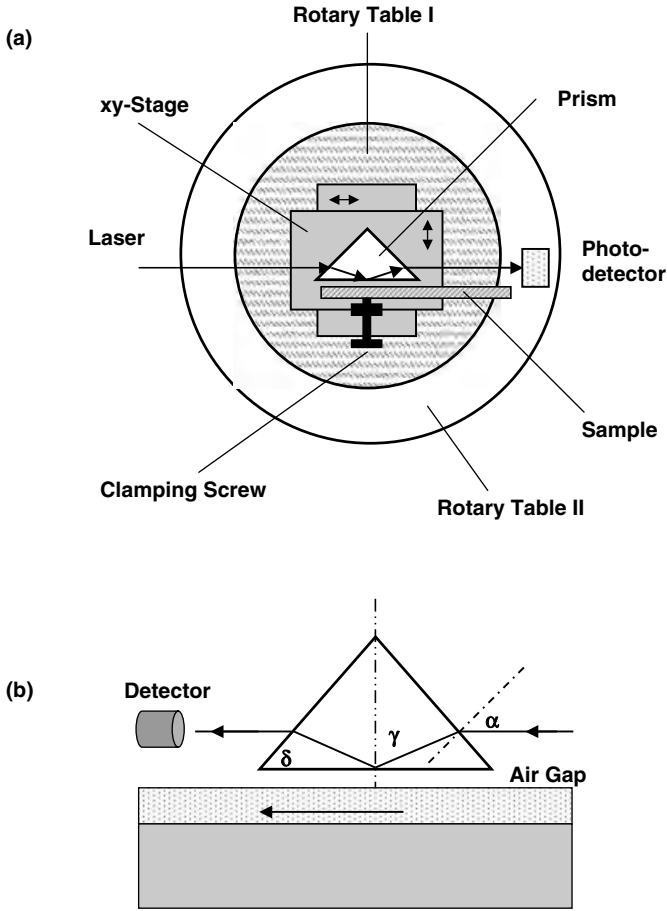 (a)
Rotary Table I
xy-Stage
Prism
Laser
Photo-
detector
Sample
Clamping Screw
Rotary Table II
(b)
Detector
δ
γ
α
Air Gap